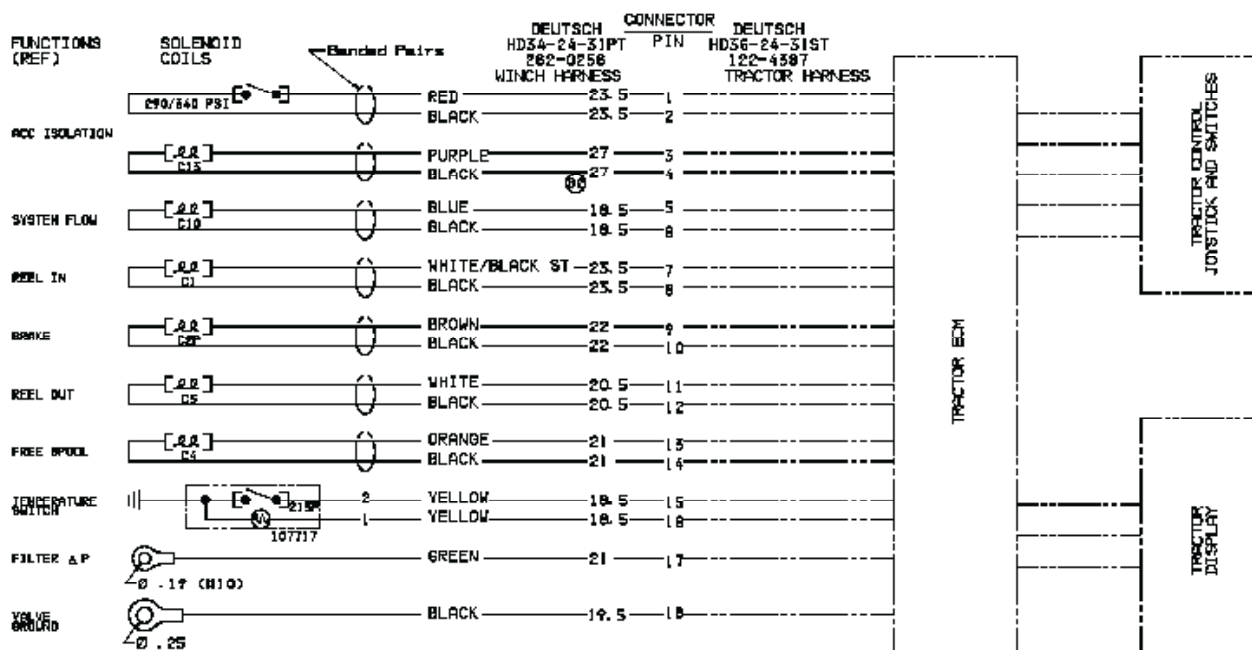 CONNECTOR
FUNCTIONS (REF)
SOLENOID COILS
Banded Pairs
DEUTSCH HD34-24-31PT 262-0256 WINCH HARNESS
PIN
DEUTSCH HD36-24-31ST 122-4387 TRACTOR HARNESS
290/340 PSI RED 23.5 1
BLACK 23.5 2
ACC ISOLATION
C13 PURPLE 27 3
BLACK 27 4
SYSTEM FLOW C10 BLUE 18.5 5
BLACK 18.5
REEL IN C1 WHITE/BLACK ST 23.5 7
BLACK 23.5 8
BRAKE BROWN 22 9
BLACK 22 10
REEL OUT C5 WHITE 20.5 11
BLACK 20.5 12
FREE SPOOL C4 ORANGE 21 13
BLACK 21 14
TEMPERATURE SWITCH 2 YELLOW 18.5 15
1 YELLOW 18.5
107717
FILTER Δ P GREEN 21 17
Ø .19 (#10)
VALVE GROUND BLACK 19.5 18
Ø .25
TRACTOR ECM
TRACTOR CONTROL
JOYSTICK AND SWITCHES
TRACTOR
DISPLAY